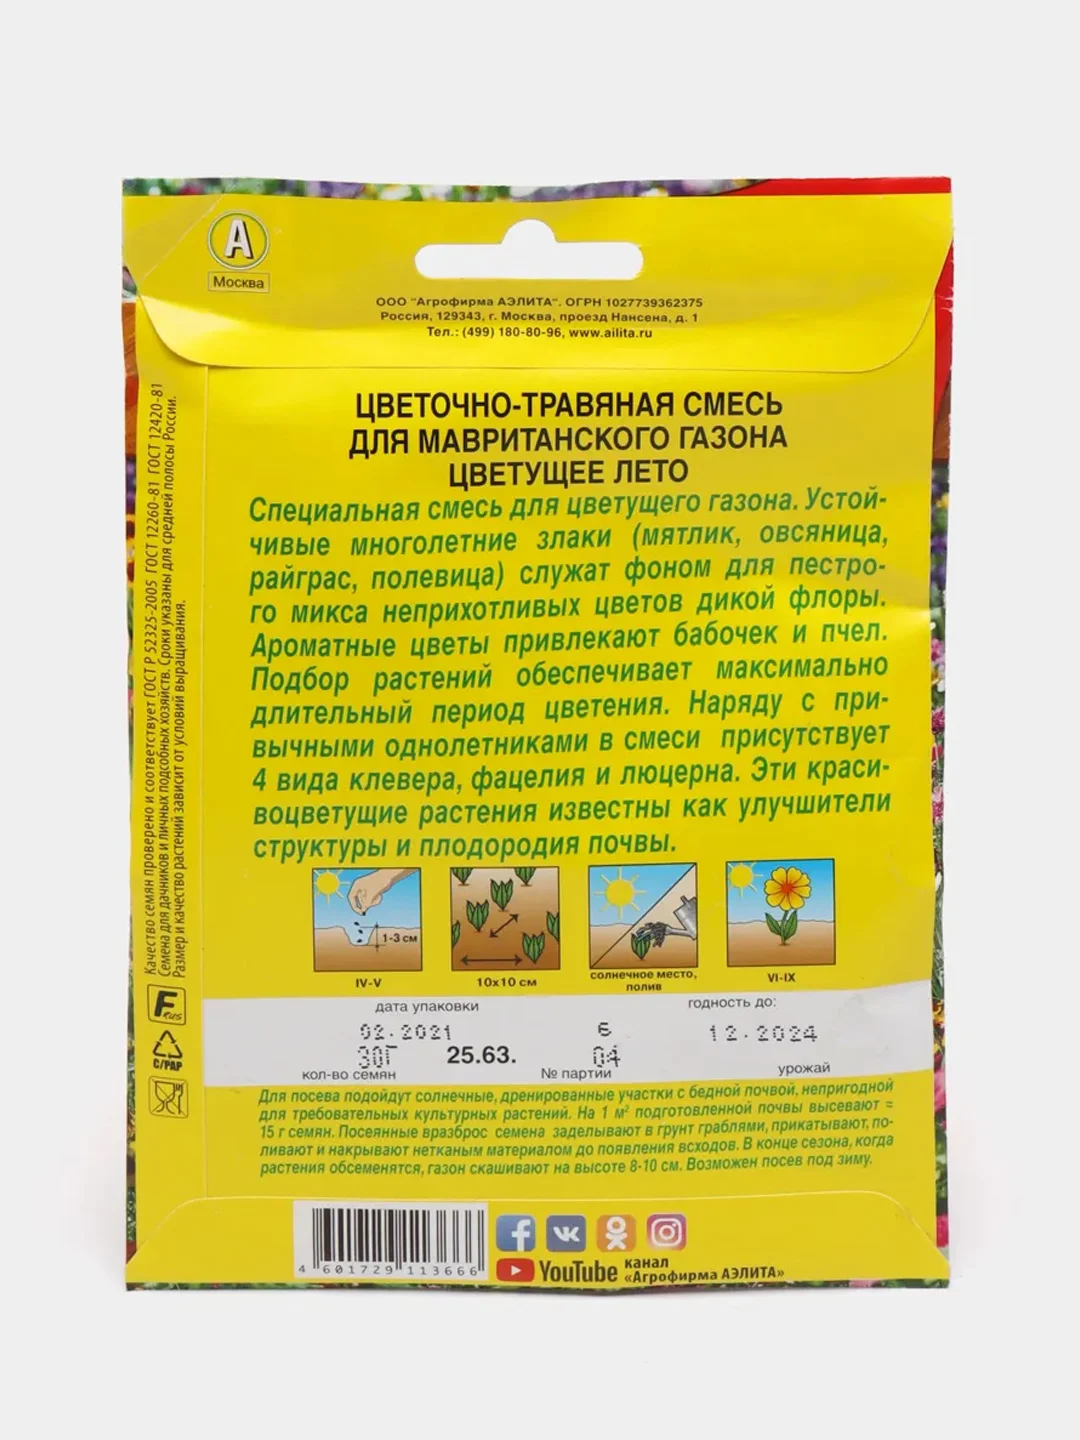 А
Москва
ООО "Агрофирма АЭЛИТА". ОГРН 1027739362375
Россия, 129343, г. Москва, проезд Нансена, д. 1
Тел.: (499) 180-80-96, www.ailita.ru
ЦВЕТОЧНО-ТРАВЯНАЯ СМЕСЬ
ДЛЯ МАВРИТАНСКОГО ГАЗОНА
ЦВЕТУЩЕЕ ЛЕТО
Специальная смесь для цветущего газона. Устой-
чивые многолетние злаки (мятлик, овсяница,
райграс, полевица) служат фоном для пестро-
го микса неприхотливых цветов дикой флоры.
Ароматные цветы привлекают бабочек и пчел.
Подбор растений обеспечивает максимально
длительный период цветения. Наряду с при-
вычными однолетниками в смеси присутствует
4 вида клевера, фацелия и люцерна. Эти краси-
воцветущие растения известны как улучшители
структуры и плодородия почвы.
Качество семян проверено и соответствует ГОСТ Р 52325-2005 ГОСТ 12260-81 ГОСТ 12420-81
Семена для дачников и личных подсобных хозяйств. Сроки указаны для средней полосы России.
Размер и качество растений зависит от условий выращивания.
1-3 см
IV-V
10х10 см
солнечное место,
полив
VI-IX
F RUS
C/PAP
дата упаковки
годность до:
02.2021
6
12.2024
30Г
25.63.
04
кол-во семян
№ партии
урожай
Для посева подойдут солнечные, дренированные участки с бедной почвой, непригодной
для требовательных культурных растений. На 1 м² подготовленной почвы высевают ≈
15 г семян. Посеянные вразброс семена заделывают в грунт граблями, прикатывают, по-
ливают и накрывают нетканым материалом до появления всходов. В конце сезона, когда
растения обсеменятся, газон скашивают на высоте 8-10 см. Возможен посев под зиму.
4 601729 113666
YouTube канал
«Агрофирма АЭЛИТА»